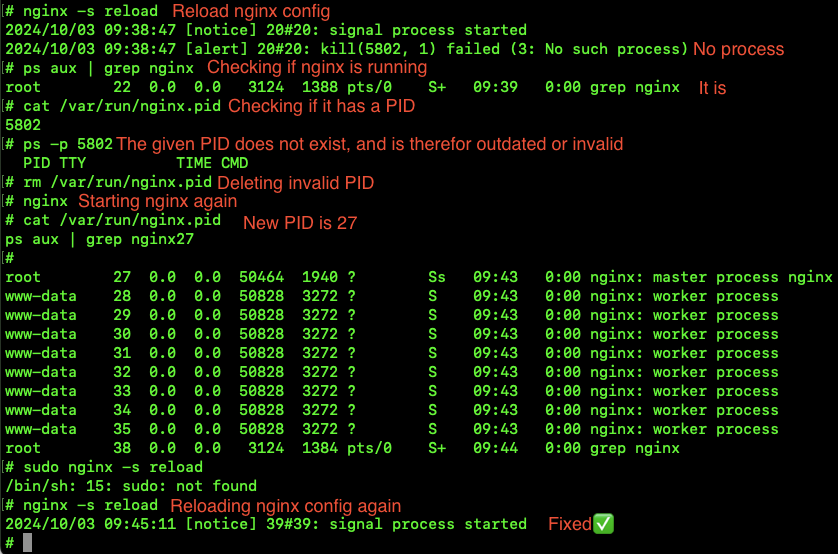 [# nginx -s reload Reload nginx config
2024/10/03 09:38:47 [notice] 20#20: signal process started
2024/10/03 09:38:47 [alert] 20#20: kill(5802, 1) failed (3: No such process) No process
[# ps aux | grep nginx Checking if nginx is running
root 22 0.0 0.0 3124 1388 pts/0 S+ 09:39 0:00 grep nginx It is
[# cat /var/run/nginx.pid Checking if it has a PID
5802
[# ps -p 5802 The given PID does not exist, and is therefor outdated or invalid
PID TTY TIME CMD
[# rm /var/run/nginx.pid Deleting invalid PID
[# nginx Starting nginx again
# cat /var/run/nginx.pid New PID is 27
ps aux | grep nginx27
[#
root 27 0.0 0.0 50464 1940 ? Ss 09:43 0:00 nginx: master process nginx
www-data 28 0.0 0.0 50828 3272 ? S 09:43 0:00 nginx: worker process
www-data 29 0.0 0.0 50828 3272 ? S 09:43 0:00 nginx: worker process
www-data 30 0.0 0.0 50828 3272 ? S 09:43 0:00 nginx: worker process
www-data 31 0.0 0.0 50828 3272 ? S 09:43 0:00 nginx: worker process
www-data 32 0.0 0.0 50828 3272 ? S 09:43 0:00 nginx: worker process
www-data 33 0.0 0.0 50828 3272 ? S 09:43 0:00 nginx: worker process
www-data 34 0.0 0.0 50828 3272 ? S 09:43 0:00 nginx: worker process
www-data 35 0.0 0.0 50828 3272 ? S 09:43 0:00 nginx: worker process
root 38 0.0 0.0 3124 1384 pts/0 S+ 09:44 0:00 grep nginx
[# sudo nginx -s reload
/bin/sh: 15: sudo: not found
[# nginx -s reload Reloading nginx config again
2024/10/03 09:45:11 [notice] 39#39: signal process started Fixed✅
#